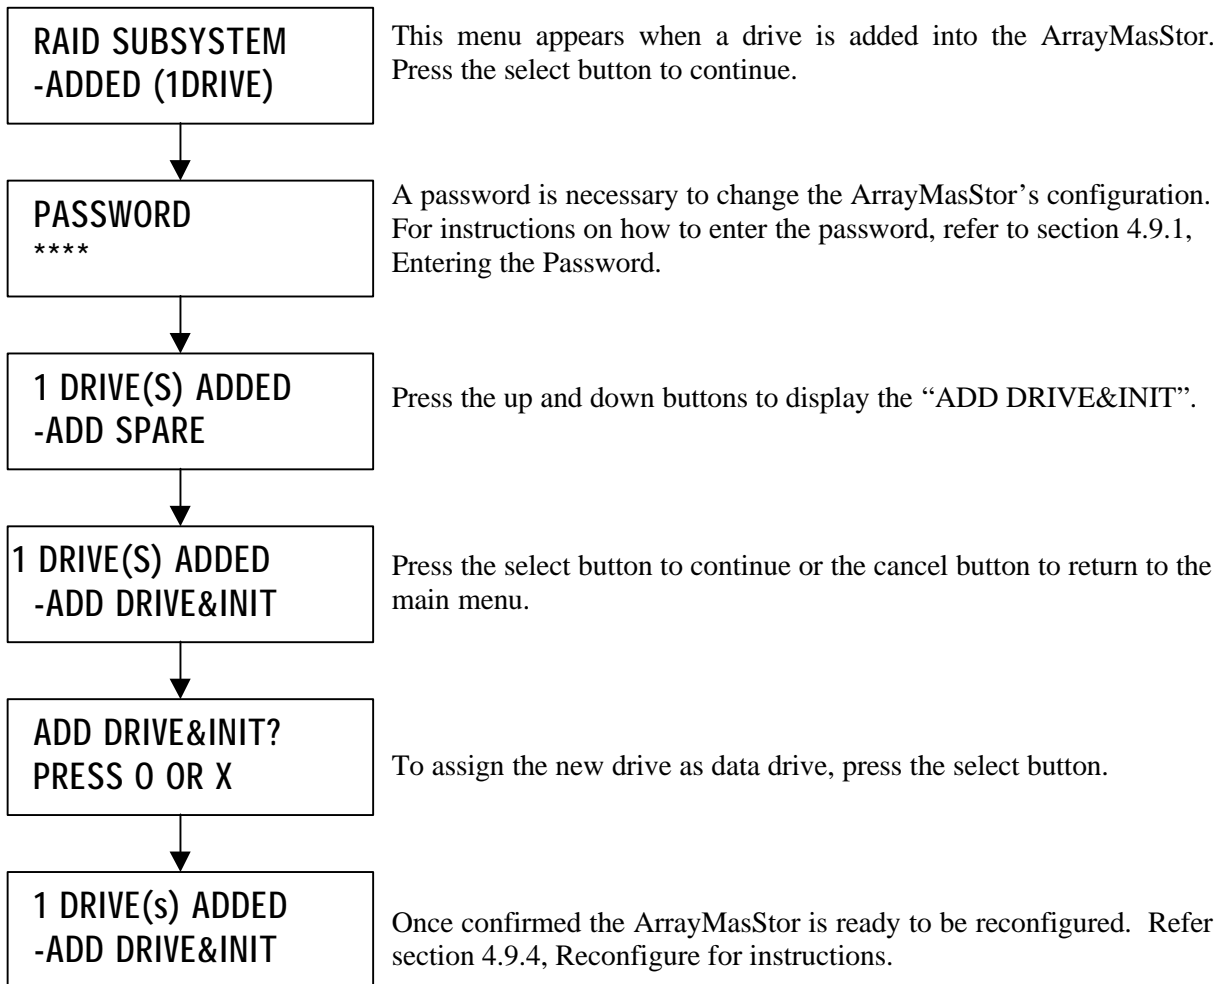 RAID SUBSYSTEM
-ADDED (1DRIVE)
This menu appears when a drive is added into the ArrayMasStor.
Press the select button to continue.
PASSWORD
****
A password is necessary to change the ArrayMasStor’s configuration.
For instructions on how to enter the password, refer to section 4.9.1,
Entering the Password.
1 DRIVE(S) ADDED
-ADD SPARE
Press the up and down buttons to display the “ADD DRIVE&INIT”.
1 DRIVE(S) ADDED
-ADD DRIVE&INIT
Press the select button to continue or the cancel button to return to the
main menu.
ADD DRIVE&INIT?
PRESS O OR X
To assign the new drive as data drive, press the select button.
1 DRIVE(s) ADDED
-ADD DRIVE&INIT
Once confirmed the ArrayMasStor is ready to be reconfigured.  Refer
section 4.9.4, Reconfigure for instructions.